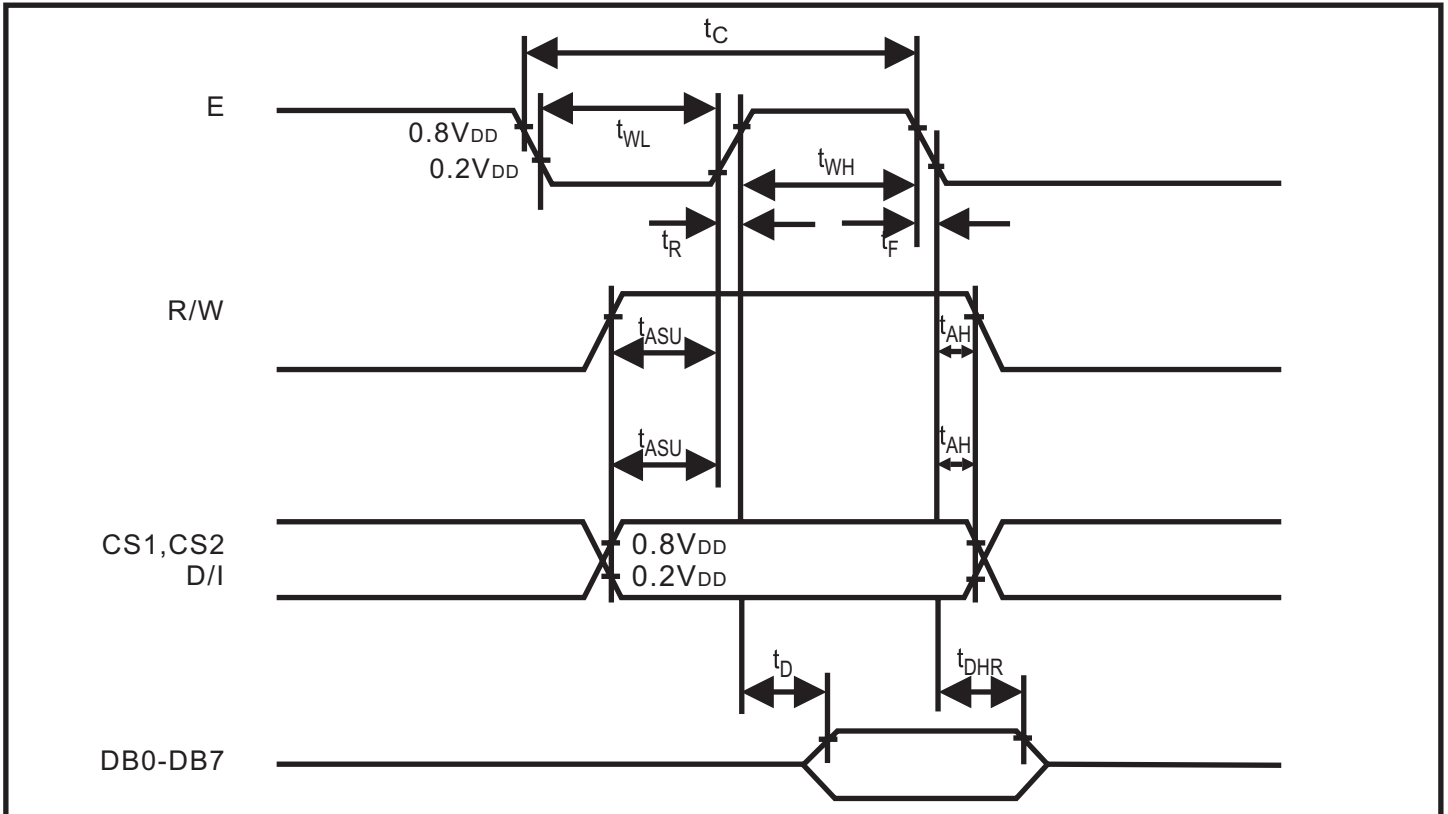 tC
E
0.8VDD
tWL
0.2VDD
tWH
tR
tF
R/W
tASU
tAH
tASU
tAH
CS1,CS2
0.8VDD
D/I
0.2VDD
tD
tDHR
DB0-DB7